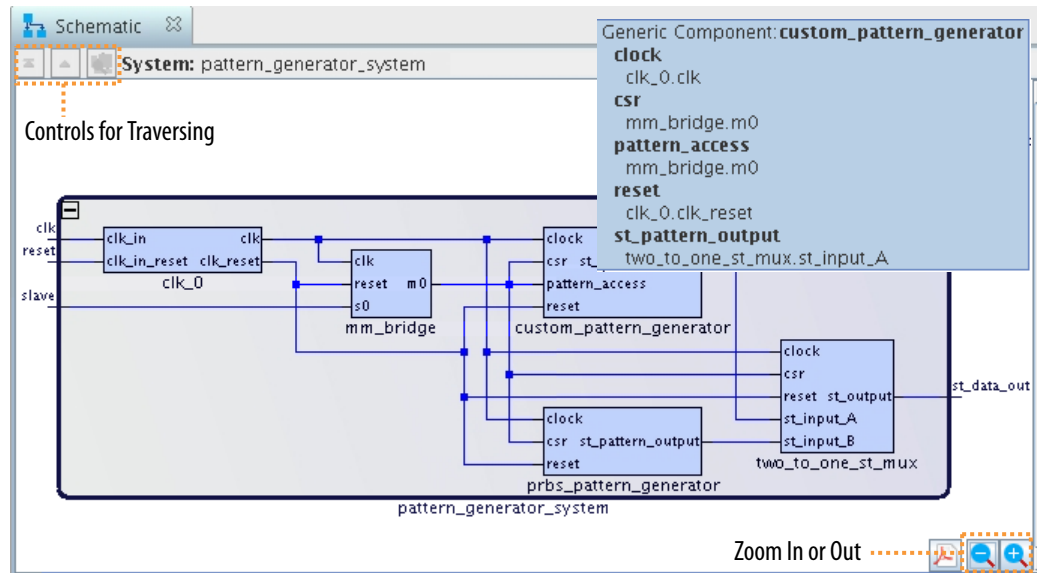 Schematic
System: pattern_generator_system
Controls for Traversing
Generic Component:custom_pattern_generator
clock
clk_0.clk
csr
mm_bridge.m0
pattern_access
mm_bridge.m0
reset
clk_0.clk_reset
st_pattern_output
two_to_one_st_mux.st_input_A
clk
reset
slave
clk_in clk
clk_in_reset clk_reset
clk_0
clk
reset m0
s0
mm_bridge
clock
csr st_
pattern_access
reset
custom_pattern_generator
clock
csr
reset st_output
st_input_A
st_input_B
two_to_one_st_mux
st_data_out
clock
csr st_pattern_output
reset
prbs_pattern_generator
pattern_generator_system
Zoom In or Out